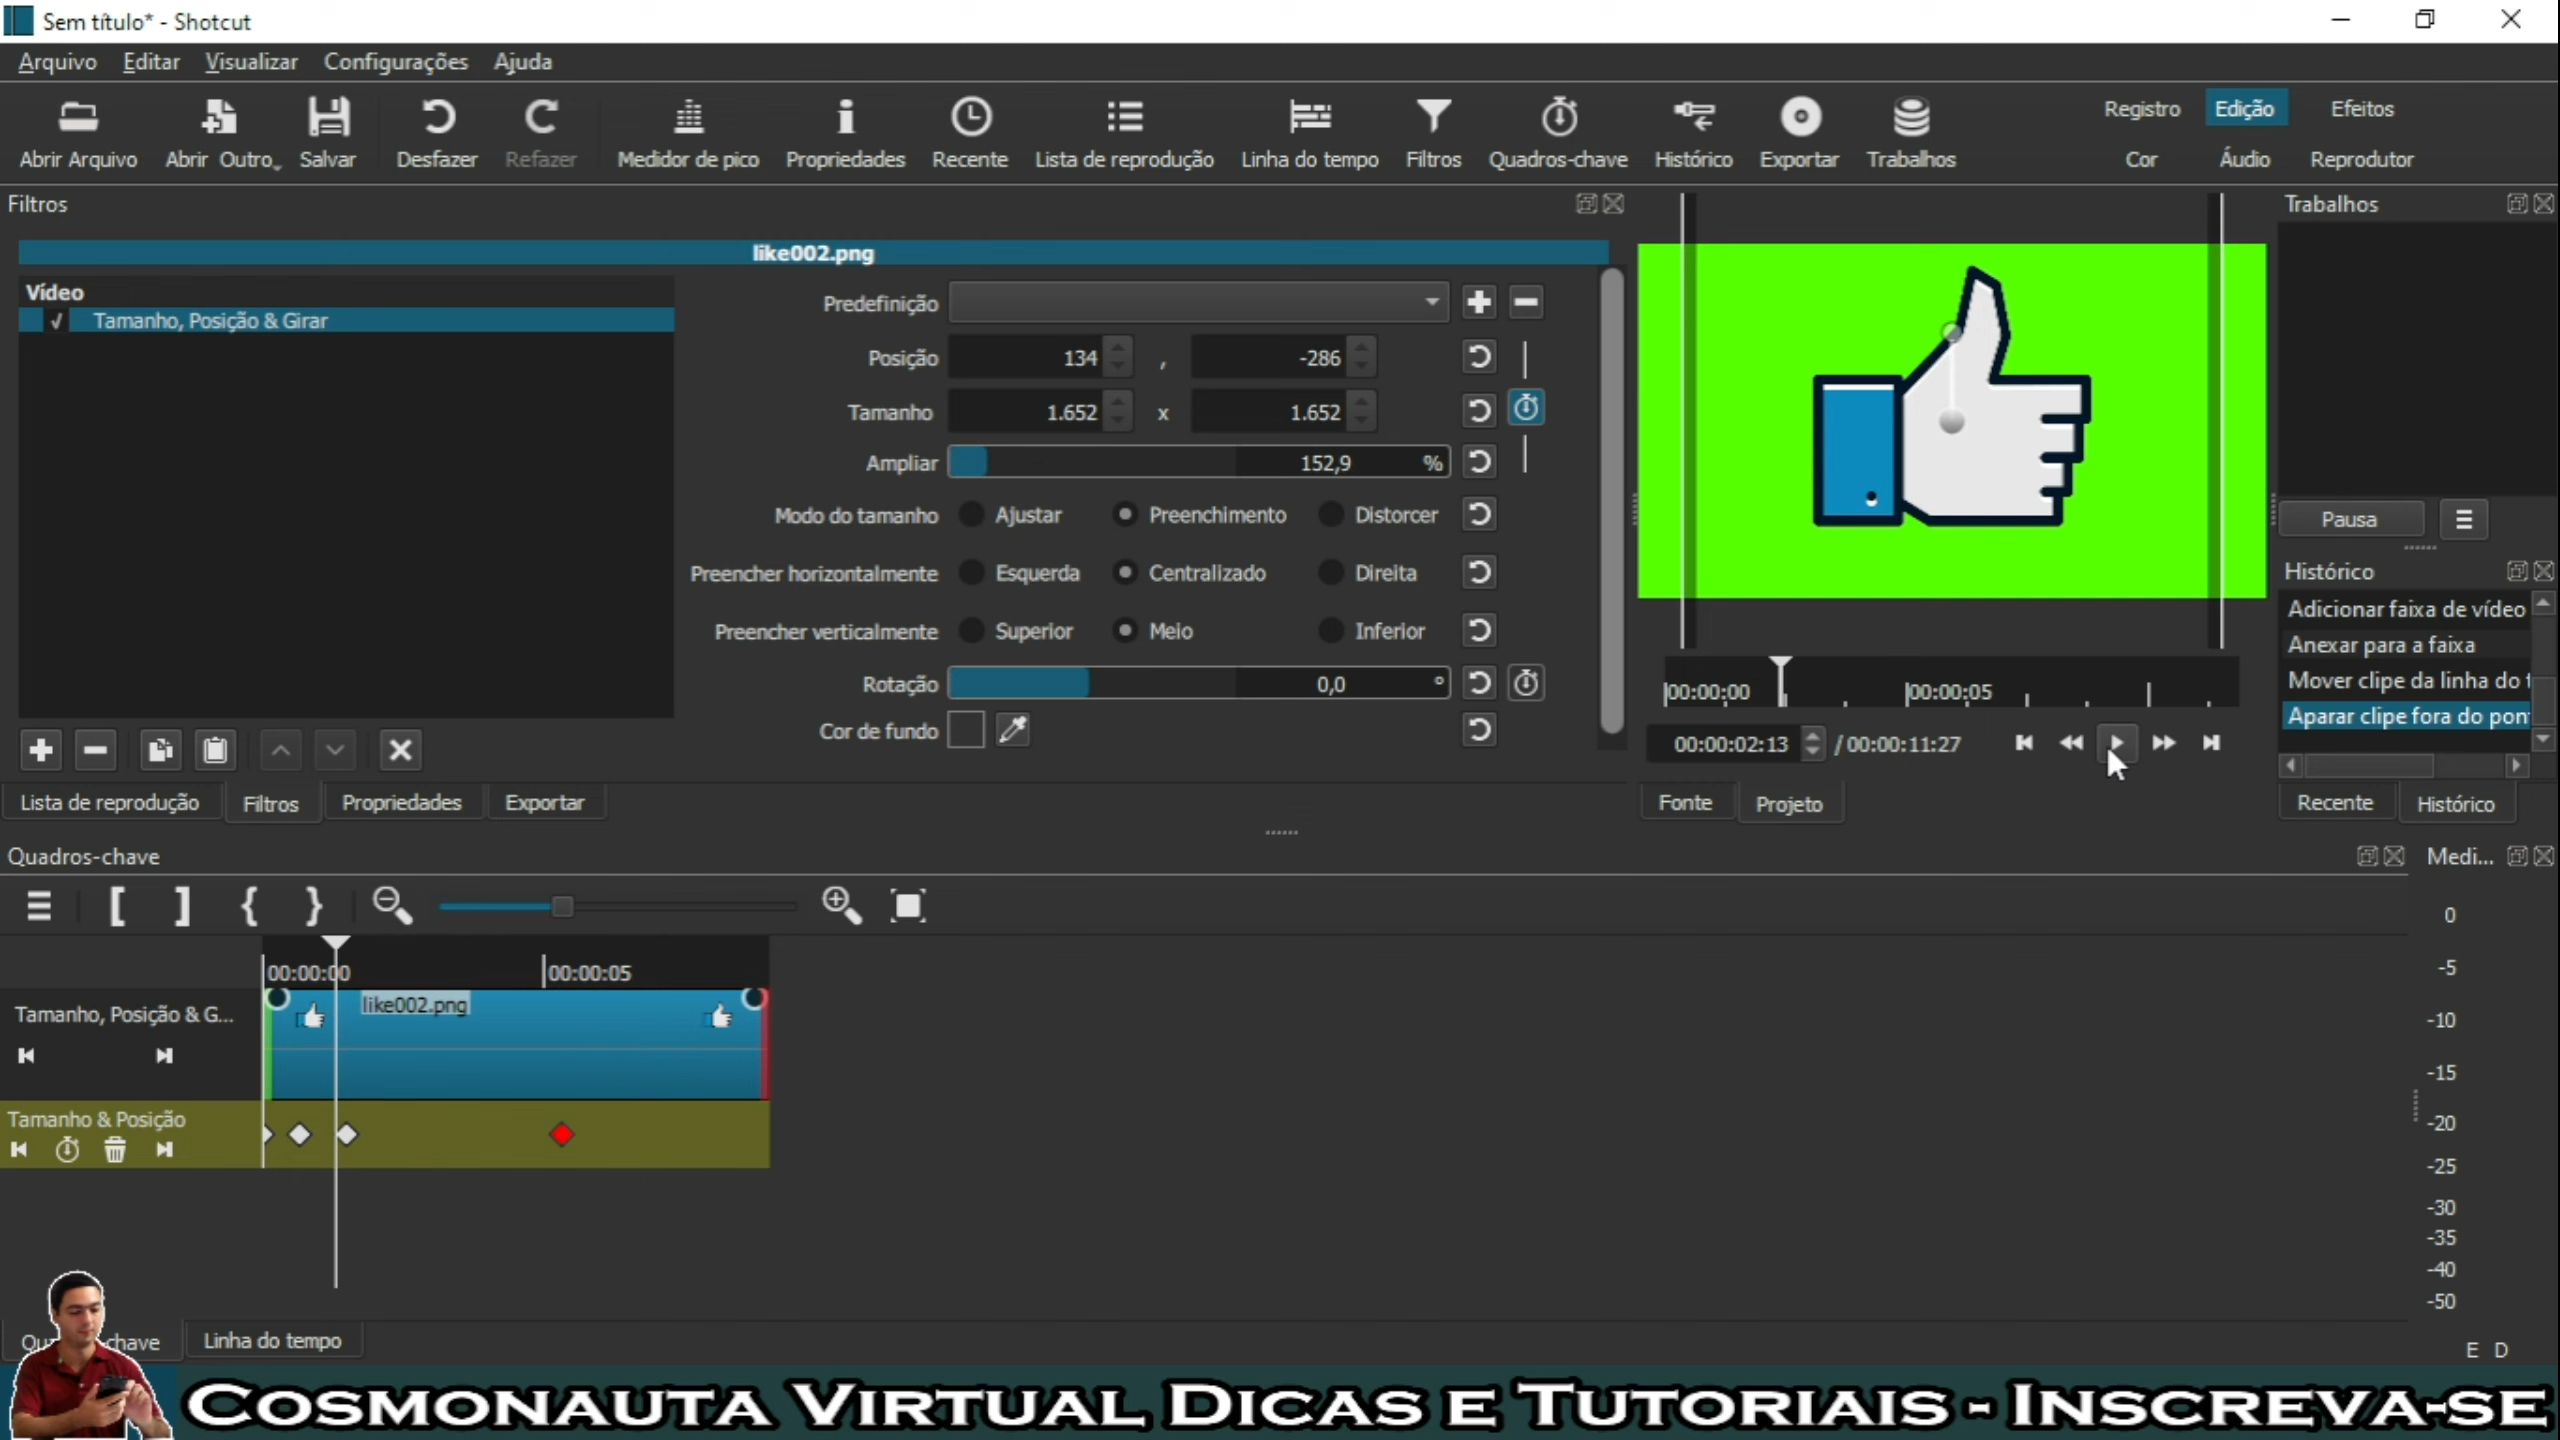 Sem título* - Shotcut
Arquivo Editar Visualizar Configurações Ajuda
Abrir Arquivo Abrir Outro Salvar Desfazer Refazer Medidor de pico Propriedades Recente Lista de reprodução Linha do tempo Filtros Quadros-chave Histórico Exportar Trabalhos
Registro Edição Efeitos
Cor Áudio Reprodutor
Filtros
like002.png
Vídeo
√ Tamanho, Posição & Girar
Predefinição
Posição 134 , -286
Tamanho 1.652 x 1.652
Ampliar 152,9 %
Modo do tamanho Ajustar Preenchimento Distorcer
Preencher horizontalmente Esquerda Centralizado Direita
Preencher verticalmente Superior Meio Inferior
Rotação 0,0 °
Cor de fundo
Lista de reprodução Filtros Propriedades Exportar
00:00:00 00:00:05
00:00:02:13 / 00:00:11:27
Fonte Projeto
Trabalhos
Pausa
Histórico
Adicionar faixa de vídeo
Anexar para a faixa
Mover clipe da linha do t
Aparar clipe fora do pon
Recente Histórico
Quadros-chave
00:00:00 00:00:05
Tamanho, Posição & G...
like002.png
Tamanho & Posição
Medi...
0
-5
-10
-15
-20
-25
-30
-35
-40
-50
E D
Linha do tempo
Cosmonauta Virtual Dicas e Tutoriais - Inscreva-se